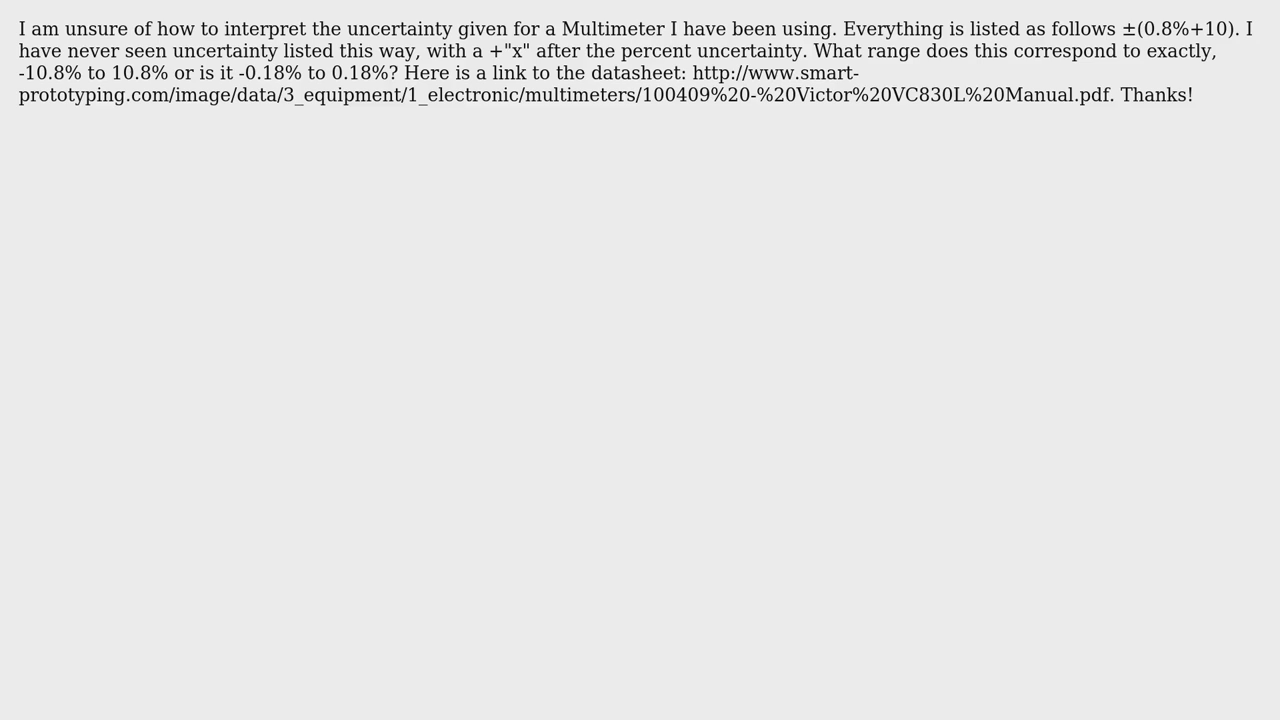 I am unsure of how to interpret the uncertainty given for a Multimeter I have been using. Everything is listed as follows ±(0.8%+10). I
have never seen uncertainty listed this way, with a +"x" after the percent uncertainty. What range does this correspond to exactly,
-10.8% to 10.8% or is it -0.18% to 0.18%? Here is a link to the datasheet: http://www.smart-
prototyping.com/image/data/3_equipment/1_electronic/multimeters/100409%20-%20Victor%20VC830L%20Manual.pdf. Thanks!